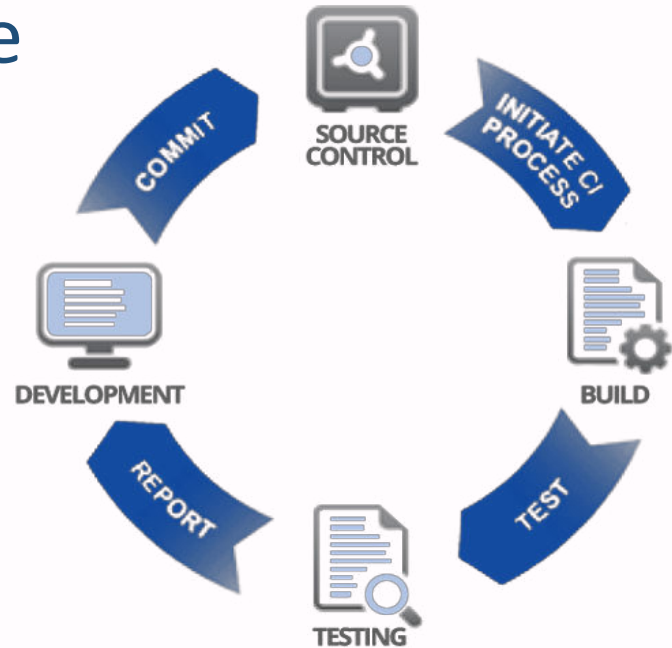 e
COMMIT
SOURCE
CONTROL
INITIATE CI
PROCESS
DEVELOPMENT
BUILD
REPORT
TEST
TESTING